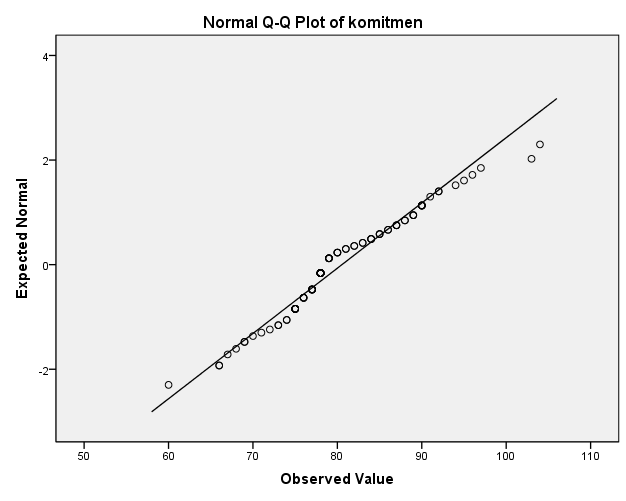 Normal Q-Q Plot of komitmen
4
2
0
-2
Expected Normal
50 60 70 80 90 100 110
Observed Value